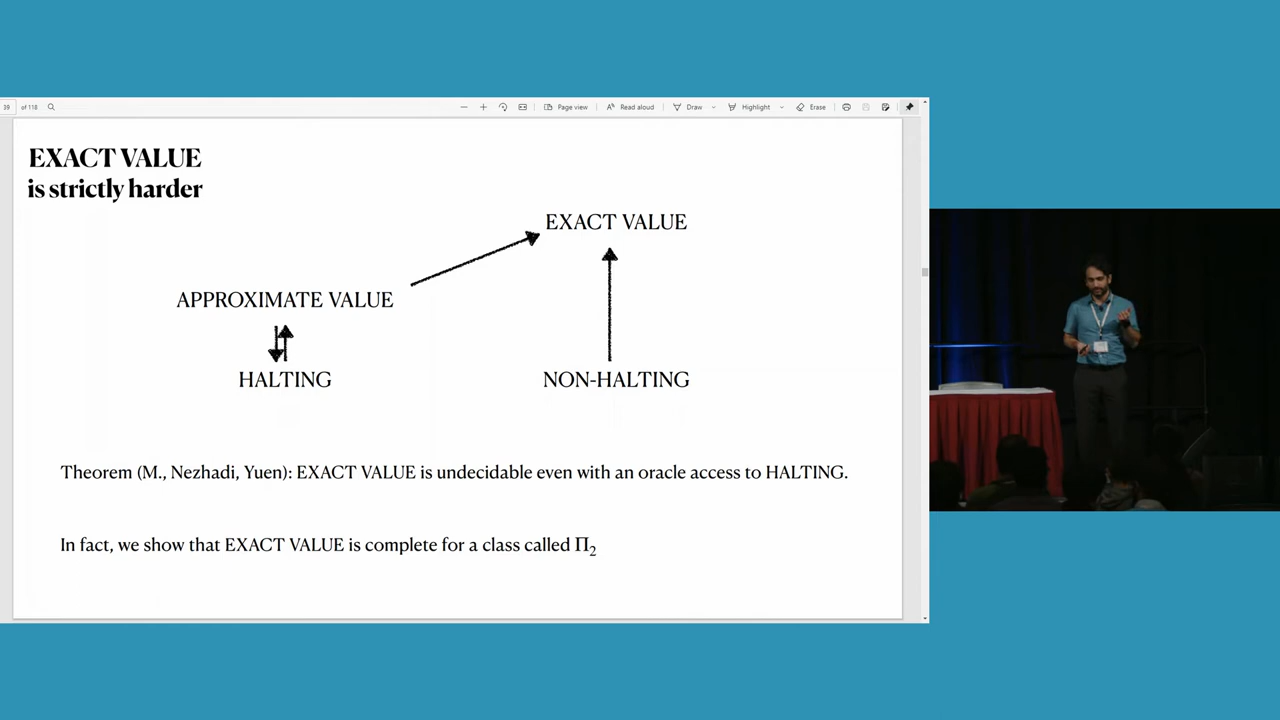 39 of 118 Page view Read aloud Draw Highlight Erase
EXACT VALUE
is strictly harder
EXACT VALUE
APPROXIMATE VALUE
HALTING NON-HALTING
Theorem (M., Nezhadi, Yuen): EXACT VALUE is undecidable even with an oracle access to HALTING.
In fact, we show that EXACT VALUE is complete for a class called Π₂